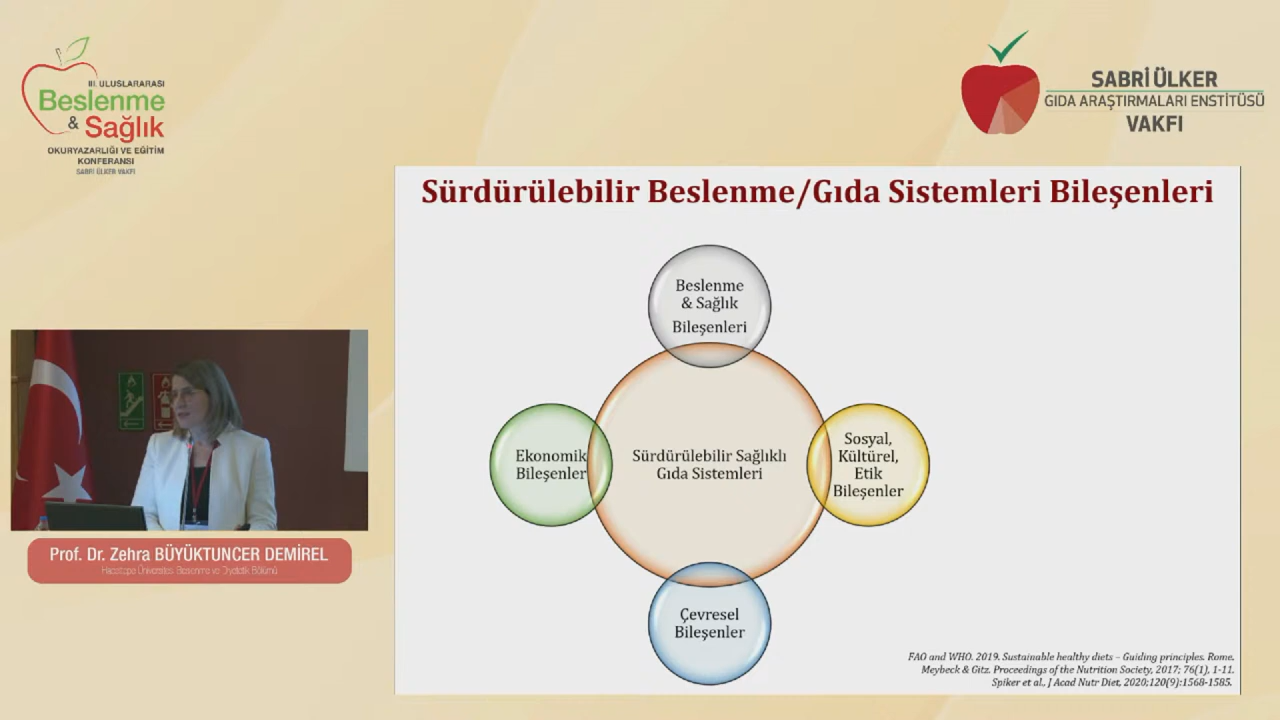 III. ULUSLARARASI
Beslenme
& Sağlık
OKURYAZARLIĞI VE EĞİTİM
KONFERANSI
SABRİ ÜLKER VAKFI
SABRİ ÜLKER
GIDA ARAŞTIRMALARI ENSTİTÜSÜ
VAKFI
Sürdürülebilir Beslenme/Gıda Sistemleri Bileşenleri
Beslenme
& Sağlık
Bileşenleri
Ekonomik
Bileşenler
Sürdürülebilir Sağlıklı
Gıda Sistemleri
Sosyal,
Kültürel,
Etik
Bileşenler
Çevresel
Bileşenler
FAO and WHO. 2019. Sustainable healthy diets – Guiding principles. Rome.
Meybeck & Gitz. Proceedings of the Nutrition Society, 2017; 76(1), 1-11.
Spiker et al., J Acad Nutr Diet, 2020;120(9):1568-1585.
Prof. Dr. Zehra BÜYÜKTUNCER DEMİREL
Hacettepe Üniversitesi Beslenme ve Diyetetik Bölümü